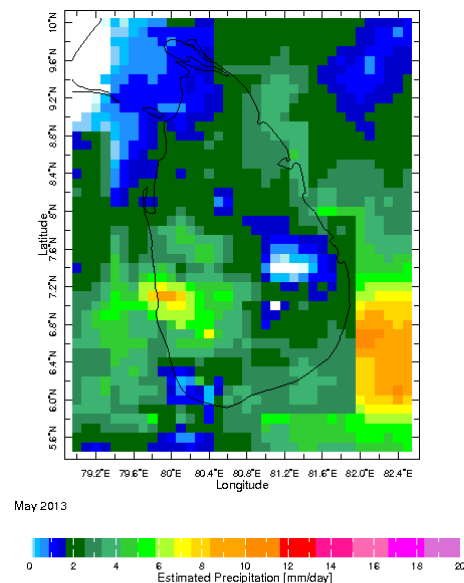 10°N
9.6°N
9.2°N
8.8°N
8.4°N
8°N
7.6°N
7.2°N
6.8°N
6.4°N
6.0°N
5.6°N
Latitude
79.2°E 79.6°E 80°E 80.4°E 80.8°E 81.2°E 81.6°E 82.0°E 82.4°E
Longitude
May 2013
0 2 4 6 8 10 12 14 16 18 20
Estimated Precipitation [mm/day]